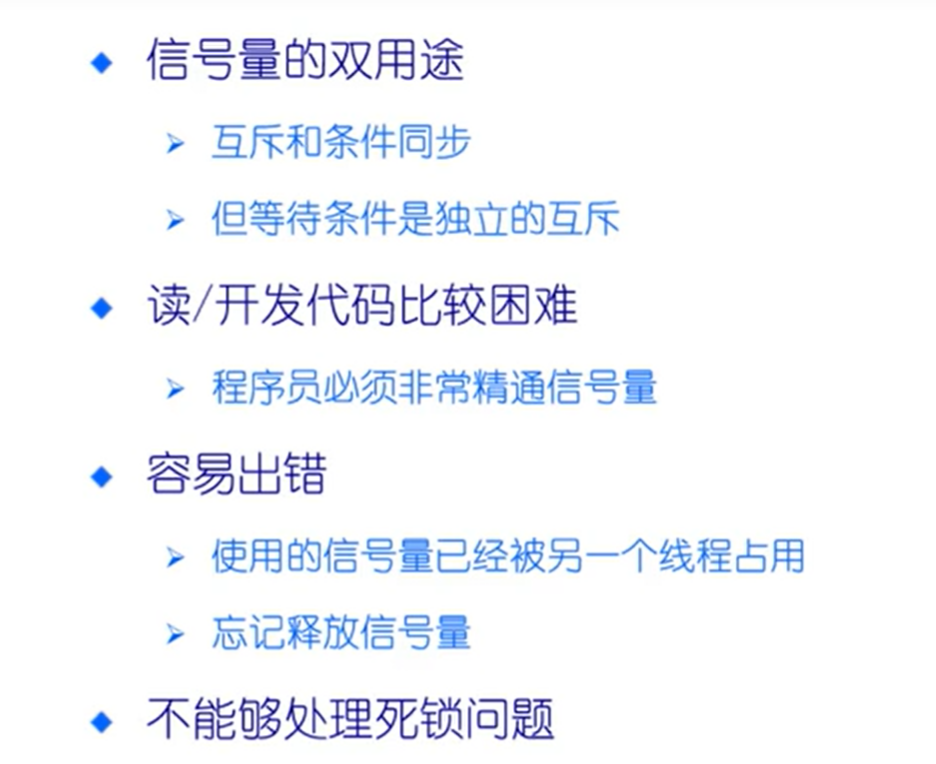 信号量的双用途
互斥和条件同步
但等待条件是独立的互斥
读/开发代码比较困难
程序员必须非常精通信号量
容易出错
使用的信号量已经被另一个线程占用
忘记释放信号量
不能够处理死锁问题